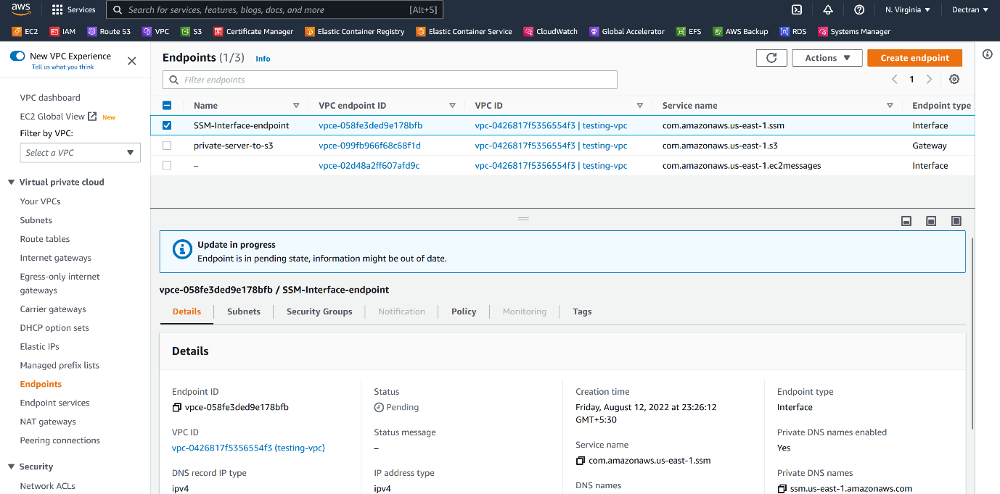 aws
Services
Search for services, features, blogs, docs, and more
[Alt+S]
N. Virginia
Dectran
EC2
IAM
Route 53
VPC
S3
Certificate Manager
Elastic Container Registry
Elastic Container Service
CloudWatch
Global Accelerator
EFS
AWS Backup
RDS
Systems Manager
New VPC Experience
Tell us what you think
VPC dashboard
EC2 Global View
New
Filter by VPC:
Select a VPC
Virtual private cloud
Your VPCs
Subnets
Route tables
Internet gateways
Egress-only internet
gateways
Carrier gateways
DHCP option sets
Elastic IPs
Managed prefix lists
Endpoints
Endpoint services
NAT gateways
Peering connections
Security
Network ACLs
Endpoints (1/3)
Info
Actions
Create endpoint
Filter endpoints
1
Name VPC endpoint ID VPC ID Service name Endpoint type
SSM-Interface-endpoint vpce-058fe3ded9e178bfb vpc-0426817f5356554f3 | testing-vpc com.amazonaws.us-east-1.ssm Interface
private-server-to-s3 vpce-099fb966f68c68f1d vpc-0426817f5356554f3 | testing-vpc com.amazonaws.us-east-1.s3 Gateway
– vpce-02d48a2ff607afd9c vpc-0426817f5356554f3 | testing-vpc com.amazonaws.us-east-1.ec2messages Interface
Update in progress
Endpoint is in pending state, information might be out of date.
vpce-058fe3ded9e178bfb / SSM-Interface-endpoint
Details
Subnets
Security Groups
Notification
Policy
Monitoring
Tags
Details
Endpoint ID
vpce-058fe3ded9e178bfb
VPC ID
vpc-0426817f5356554f3 (testing-vpc)
DNS record IP type
ipv4
Status
Pending
Status message
–
IP address type
ipv4
Creation time
Friday, August 12, 2022 at 23:26:12
GMT+5:30
Service name
com.amazonaws.us-east-1.ssm
DNS names
Endpoint type
Interface
Private DNS names enabled
Yes
Private DNS names
ssm.us-east-1.amazonaws.com